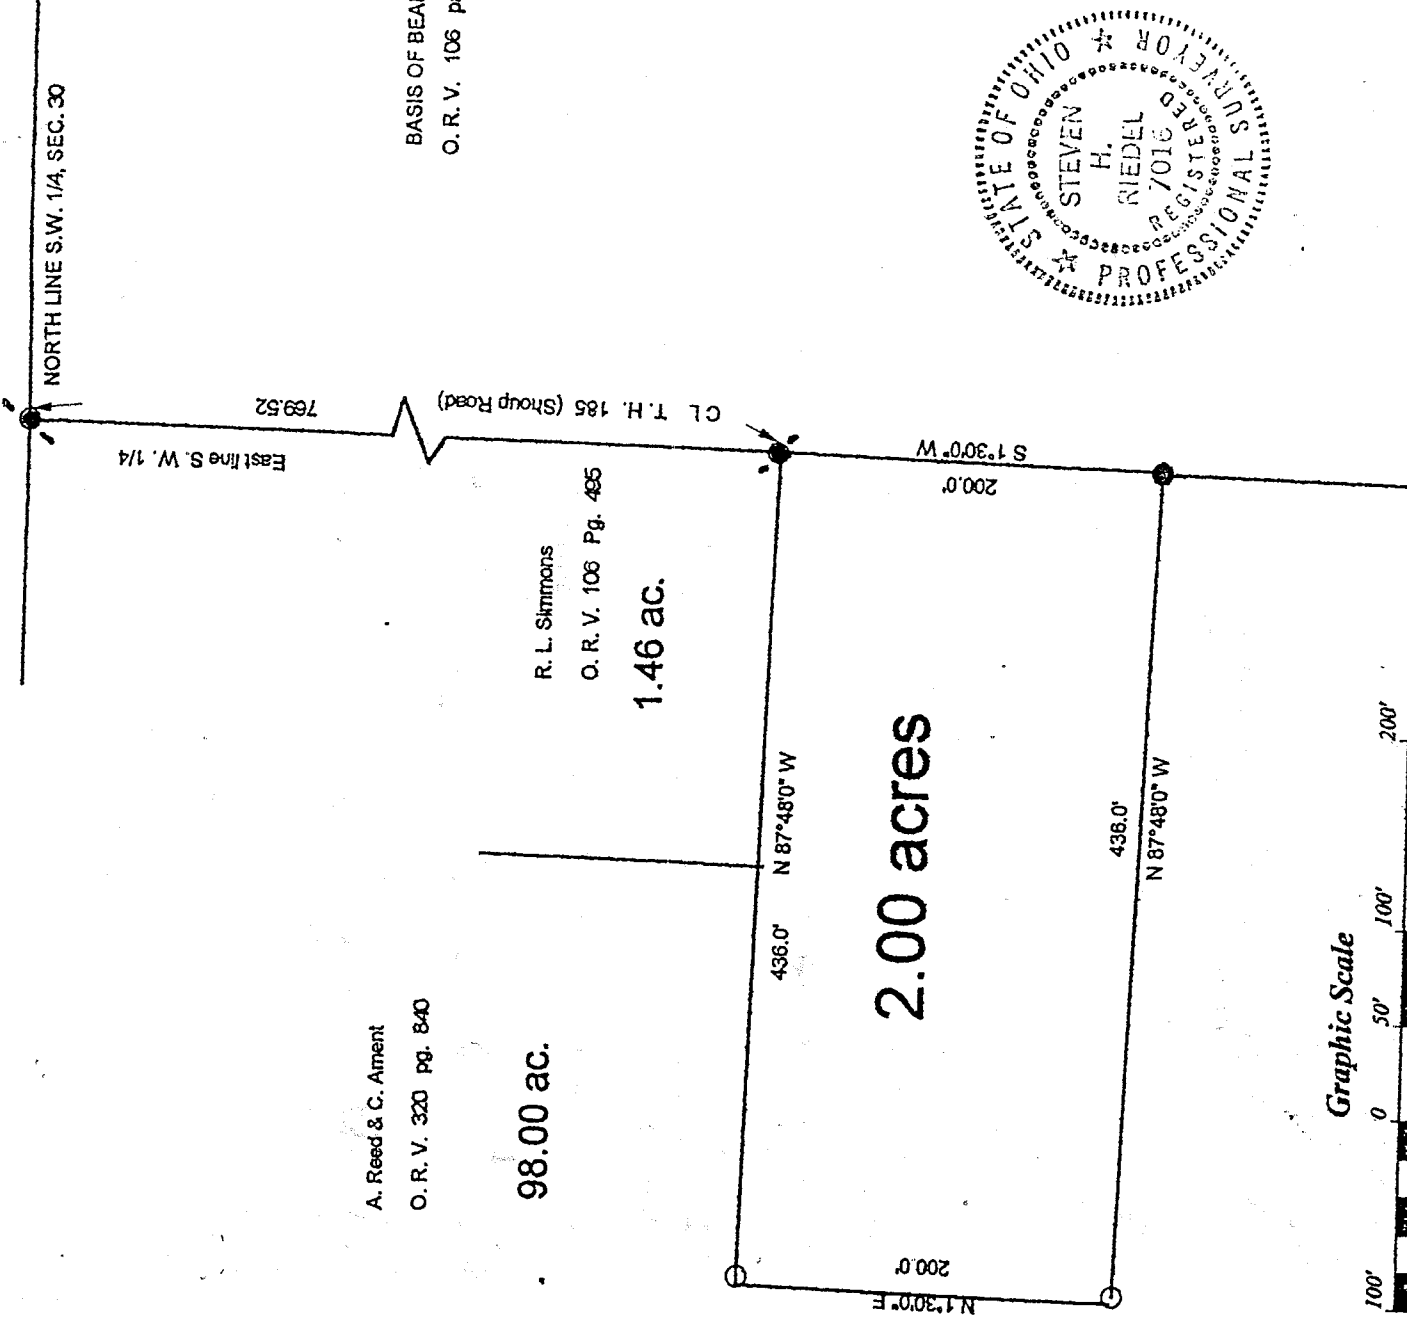 NORTH LINE S.W. 1/4, SEC. 30
BASIS OF
O. R. V. 106
STATE OF OHIO
PROFESSIONAL SURVEYOR
STEVEN
H.
RIEDEL
7016
REGISTERED
East line S. W. 1/4
769.52
C L T. H. 185 (Shoup Road)
S 1°30'0" W
200.0'
R. L. Simmons
O. R. V. 106 Pg. 495
1.46 ac.
A. Reed & C. Ament
O. R. V. 320 pg. 840
98.00 ac.
N 87°48'0" W
436.0'
2.00 acres
436.0'
N 87°48'0" W
200.0'
N 1°30'0" E
Graphic Scale
100' 0 50' 100' 200'